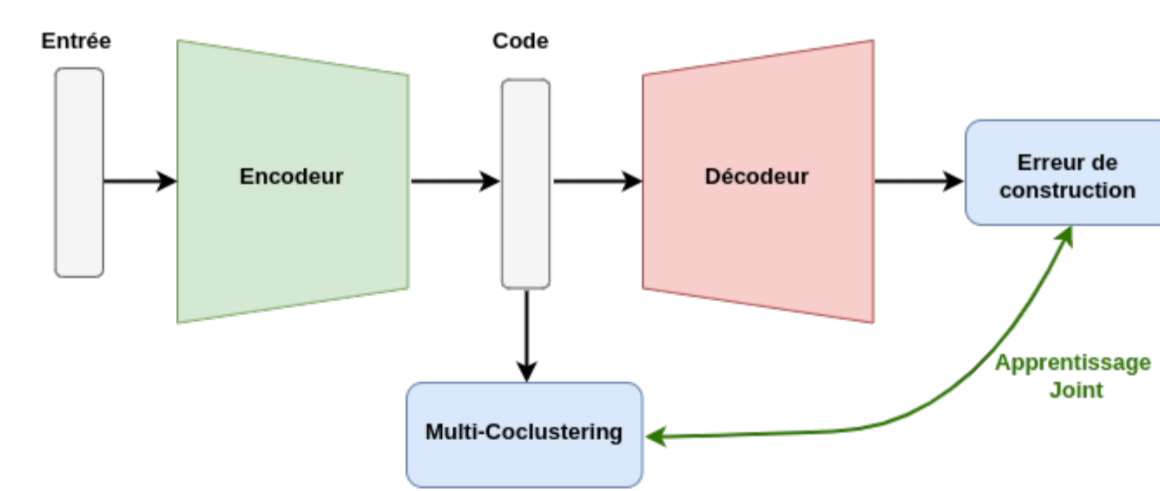 Entrée
Code
Encodeur
Décodeur
Erreur de
construction
Apprentissage
Joint
Multi-Coclustering